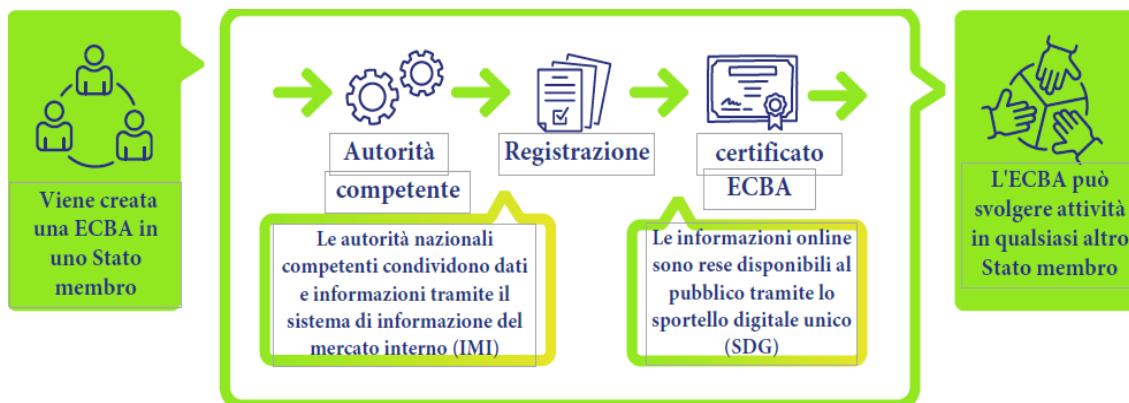 Viene creata
una ECBA in
uno Stato
membro
Autorità
competente
Registrazione
certificato
ECBA
Le autorità nazionali
competenti condividono dati
e informazioni tramite il
sistema di informazione del
mercato interno (IMI)
Le informazioni online
sono rese disponibili al
pubblico tramite lo
sportello digitale unico
(SDG)
L'ECBA può
svolgere attività
in qualsiasi altro
Stato membro